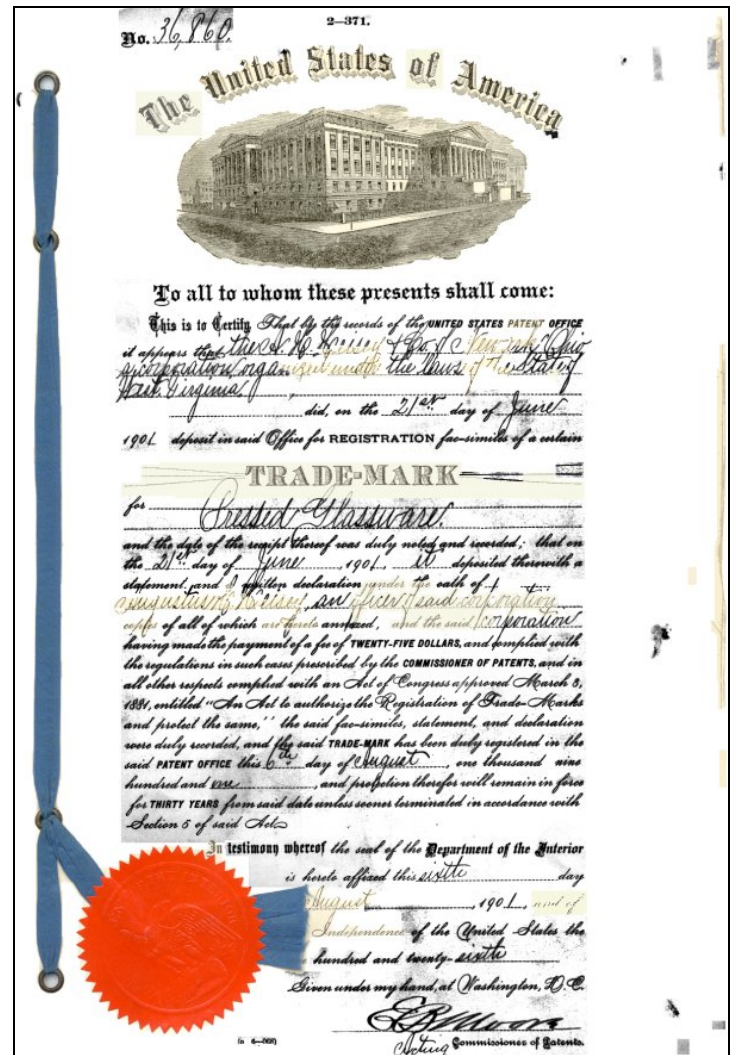 2—371.
No. 36,860.
The United States of America
To all to whom these presents shall come:
This is to Certify That by the records of the UNITED STATES PATENT OFFICE
it appears that the A. H. Heisey & Co. of Newark Ohio
a corporation organized under the laws of the State of
West Virginia
did, on the 21st day of June
1901 deposit in said Office for REGISTRATION fac-similes of a certain
TRADE-MARK
for Pressed Glassware.
and the date of the receipt thereof was duly noted and recorded; that on
the 21st day of June, 1901, it deposited therewith a
statement, and a written declaration under the oath of
Augustus H. Heisey, an officer of said corporation
copies of all of which are hereto annexed, and the said corporation
having made the payment of a fee of TWENTY-FIVE DOLLARS, and complied with
the regulations in such cases prescribed by the COMMISSIONER OF PATENTS, and in
all other respects complied with an Act of Congress approved March 3,
1881, entitled "An Act to authorize the Registration of Trade-Marks
and protect the same," the said fac-similes, statement, and declaration
were duly recorded, and the said TRADE-MARK has been duly registered in the
said PATENT OFFICE this 6th day of August, one thousand nine
hundred and one, and protection therefor will remain in force
for THIRTY YEARS from said date unless sooner terminated in accordance with
Section 5 of said Act.
In testimony whereof the seal of the Department of the Interior
is hereto affixed this sixth day
August, 1901, and of
Independence of the United States the
hundred and twenty-sixth
Given under my hand, at Washington, D. C.
E B Moore
Acting Commissioner of Patents.